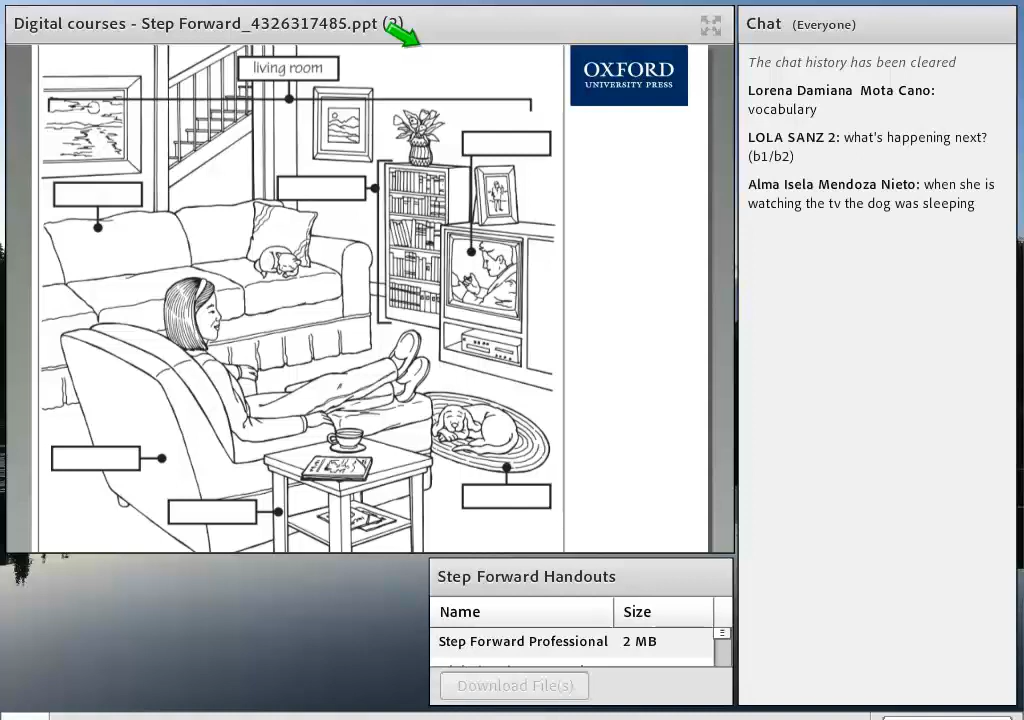 Digital courses - Step Forward_4326317485.ppt (2)
living room
OXFORD
UNIVERSITY PRESS
Chat (Everyone)
The chat history has been cleared
Lorena Damiana Mota Cano:
vocabulary
LOLA SANZ 2: what's happening next?
(b1/b2)
Alma Isela Mendoza Nieto: when she is
watching the tv the dog was sleeping
Step Forward Handouts
Name Size
Step Forward Professional 2 MB
Download File(s)